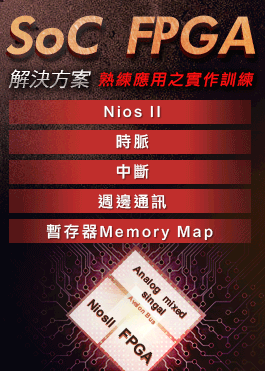 SoC FPGA
解決方案 熟練應用之實作訓練
Nios II
時脈
中斷
週邊通訊
暫存器Memory Map
Analog mixed
singal
Avalon Bus
NiosII FPGA